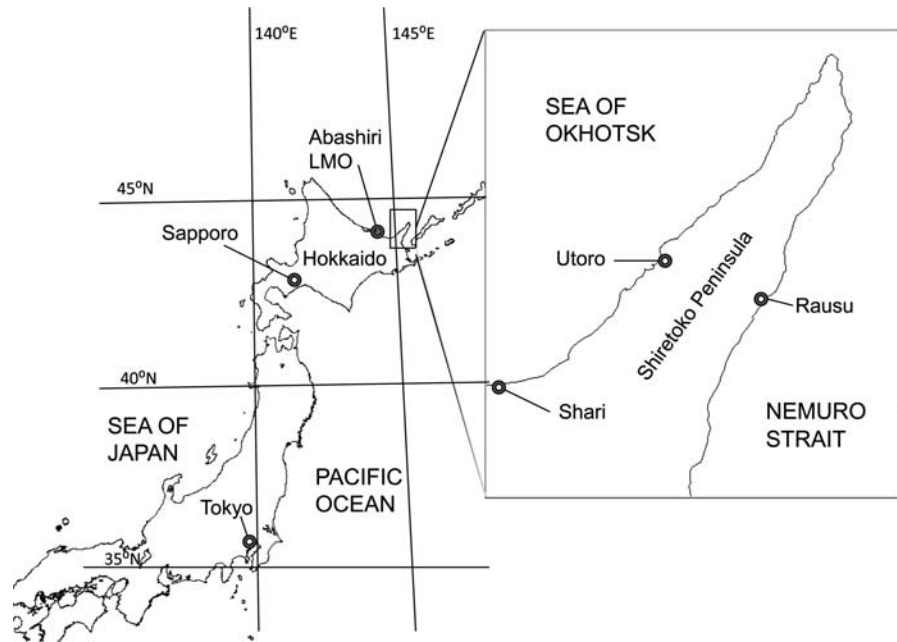 140°E
145°E
SEA OF
OKHOTSK
Abashiri
LMO
45°N
Sapporo
Hokkaido
Utoro
Shiretoko Peninsula
Rausu
40°N
Shari
SEA OF
JAPAN
NEMURO
STRAIT
PACIFIC
OCEAN
Tokyo
35°N